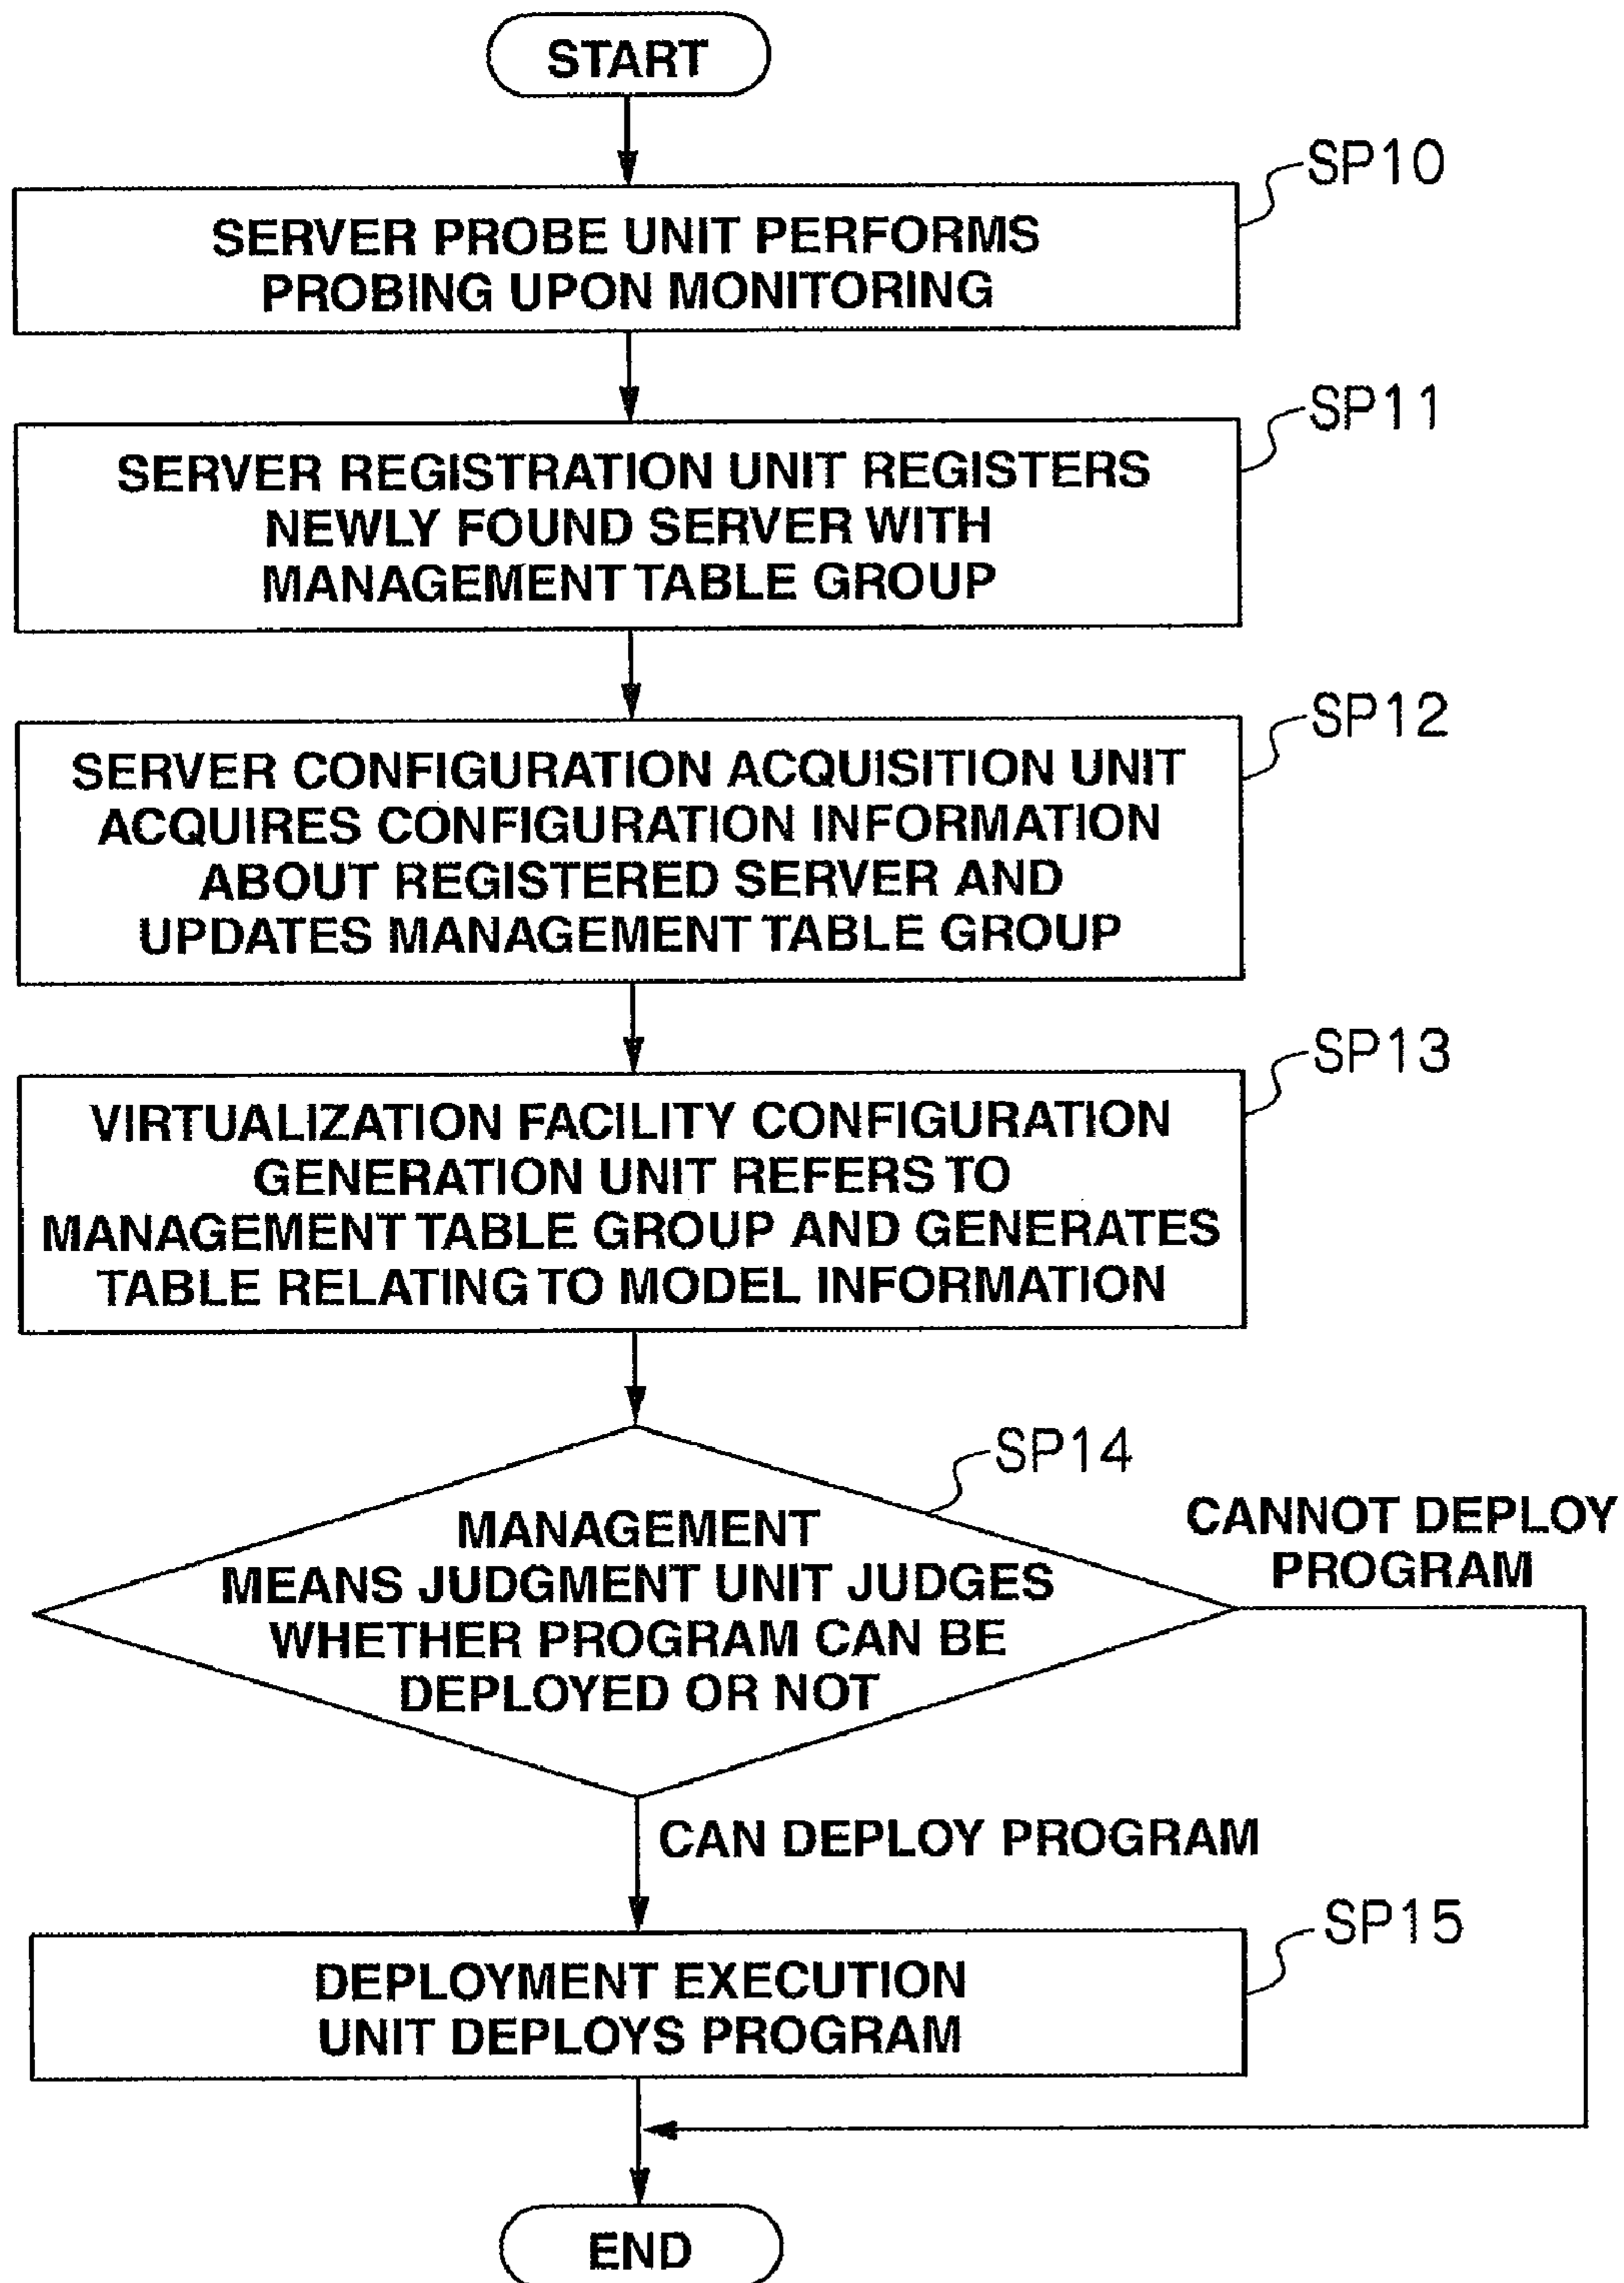 START
SP10
SERVER PROBE UNIT PERFORMS
PROBING UPON MONITORING
SP11
SERVER REGISTRATION UNIT REGISTERS
NEWLY FOUND SERVER WITH
MANAGEMENT TABLE GROUP
SP12
SERVER CONFIGURATION ACQUISITION UNIT
ACQUIRES CONFIGURATION INFORMATION
ABOUT REGISTERED SERVER AND
UPDATES MANAGEMENT TABLE GROUP
SP13
VIRTUALIZATION FACILITY CONFIGURATION
GENERATION UNIT REFERS TO
MANAGEMENT TABLE GROUP AND GENERATES
TABLE RELATING TO MODEL INFORMATION
SP14
MANAGEMENT
MEANS JUDGMENT UNIT JUDGES
WHETHER PROGRAM CAN BE
DEPLOYED OR NOT
CANNOT DEPLOY
PROGRAM
CAN DEPLOY PROGRAM
SP15
DEPLOYMENT EXECUTION
UNIT DEPLOYS PROGRAM
END